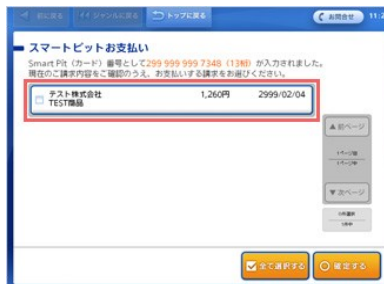 前に戻る
ジャンルに戻る
トップに戻る
お問合せ
スマートピットお支払い
Smart Pit（カード）番号として299 999 999 7348（13桁）が入力されました。
現在のご請求内容をご確認のうえ、お支払いする請求をお選びください。
テスト株式会社 1,260円 2999/02/04
TEST商品
▲前ページ
▼次ページ
全て選択する
確定する